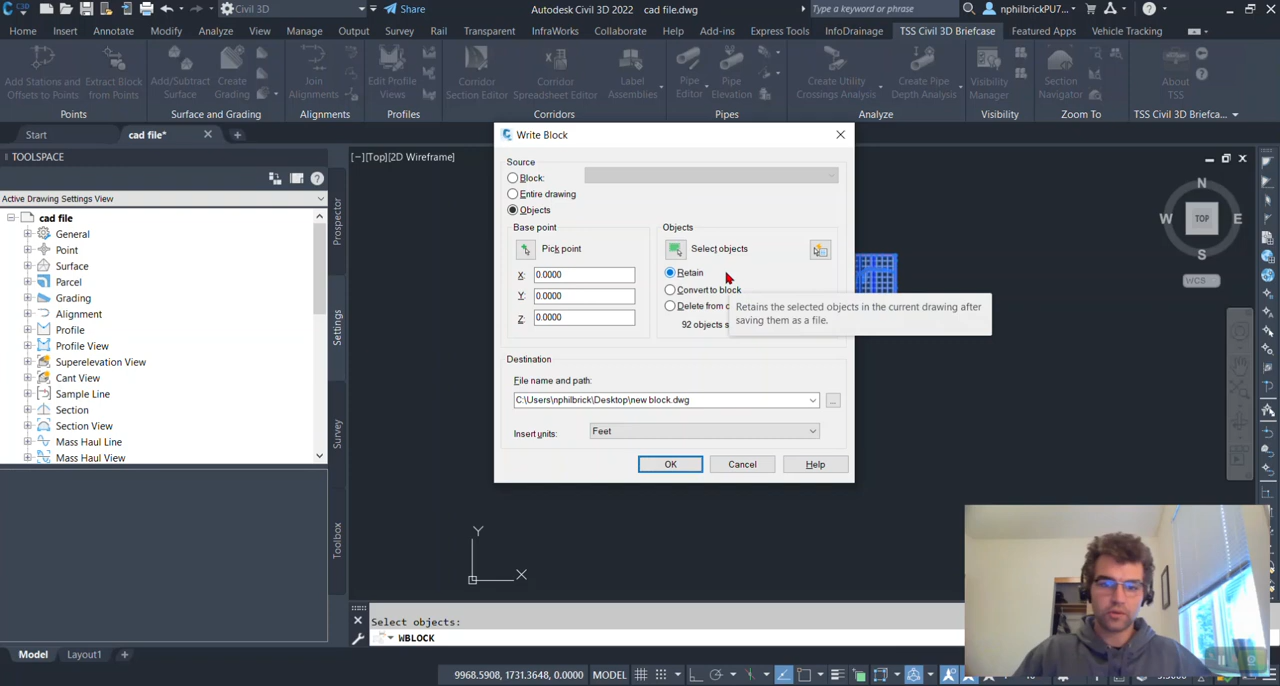 C3D
Civil 3D
Share
Autodesk Civil 3D 2022
cad file.dwg
Type a keyword or phrase
nphilbrickPU7...
Home
Insert
Annotate
Modify
Analyze
View
Manage
Output
Survey
Rail
Transparent
InfraWorks
Collaborate
Help
Add-ins
Express Tools
InfoDrainage
TSS Civil 3D Briefcase
Featured Apps
Vehicle Tracking
Add Stations and Offsets to Points
Extract Block from Points
Add/Subtract Surface
Create Grading
Join Alignments
Edit Profile Views
Corridor Section Editor
Corridor Spreadsheet Editor
Label Assemblies
Pipe Editor
Pipe Elevation
Create Utility Crossings Analysis
Create Pipe Depth Analysis
Visibility Manager
Section Navigator
About TSS
Points
Surface and Grading
Alignments
Profiles
Corridors
Pipes
Analyze
Visibility
Zoom To
TSS Civil 3D Briefcase
Start
cad file*
TOOLSPACE
Active Drawing Settings View
cad file
General
Point
Surface
Parcel
Grading
Alignment
Profile
Profile View
Superelevation View
Cant View
Sample Line
Section
Section View
Mass Haul Line
Mass Haul View
Prospector
Settings
Survey
Toolbox
[−][Top][2D Wireframe]
N
W
TOP
E
S
WCS
Write Block
Source
Block:
Entire drawing
Objects
Base point
Pick point
X:
0.0000
Y:
0.0000
Z:
0.0000
Objects
Select objects
Retain
Convert to block
Delete from
92 objects
Retains the selected objects in the current drawing after
saving them as a file.
Destination
File name and path:
C:\Users\nphilbrick\Desktop\new block.dwg
...
Insert units:
Feet
OK
Cancel
Help
Y
X
Select objects:
WBLOCK
Model
Layout1
9968.5908, 1731.3648, 0.0000
MODEL